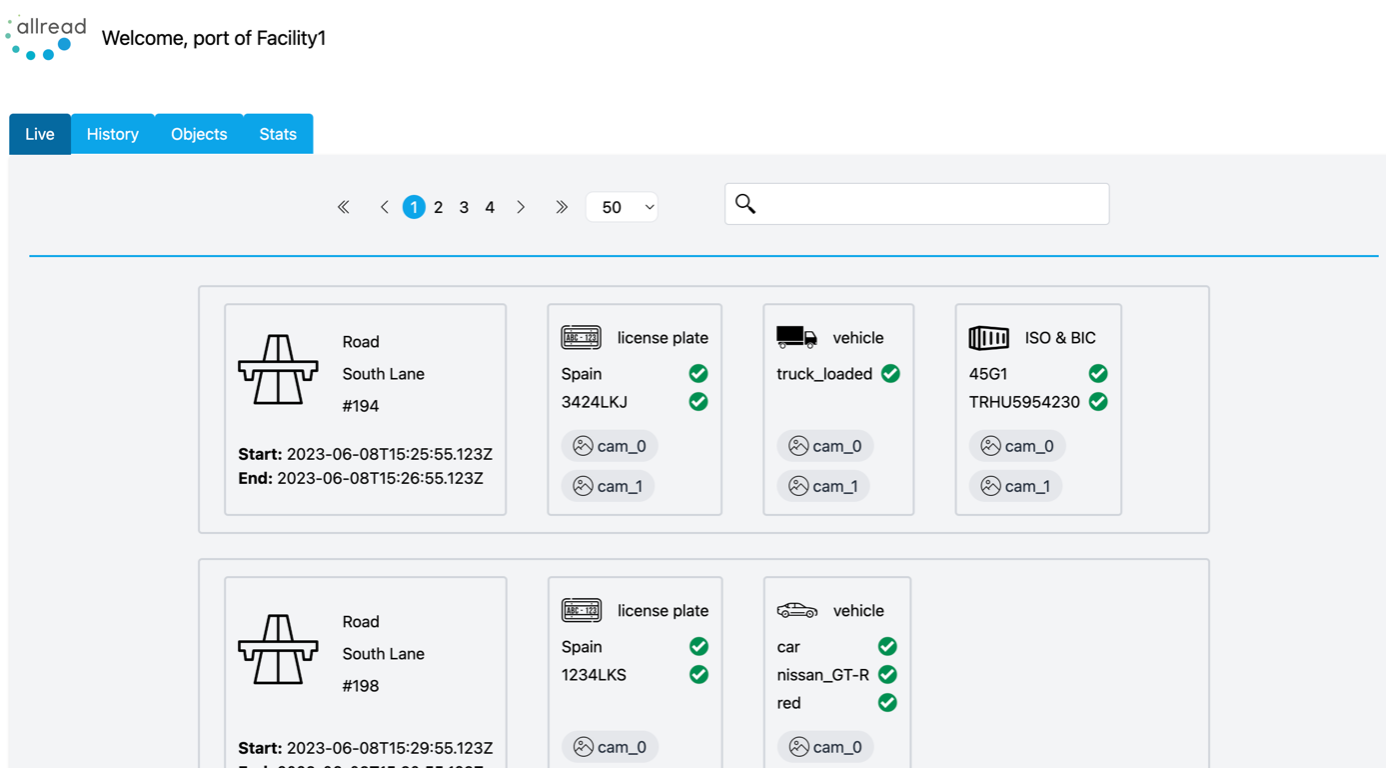 allread
Welcome, port of Facility1
Live History Objects Stats
1 2 3 4 50
Road
South Lane
#194
Start: 2023-06-08T15:25:55.123Z
End: 2023-06-08T15:26:55.123Z
ABC-123 license plate
Spain
3424LKJ
cam_0
cam_1
vehicle
truck_loaded
cam_0
cam_1
ISO & BIC
45G1
TRHU5954230
cam_0
cam_1
Road
South Lane
#198
Start: 2023-06-08T15:29:55.123Z
ABC-123 license plate
Spain
1234LKS
cam_0
vehicle
car
nissan_GT-R
red
cam_0